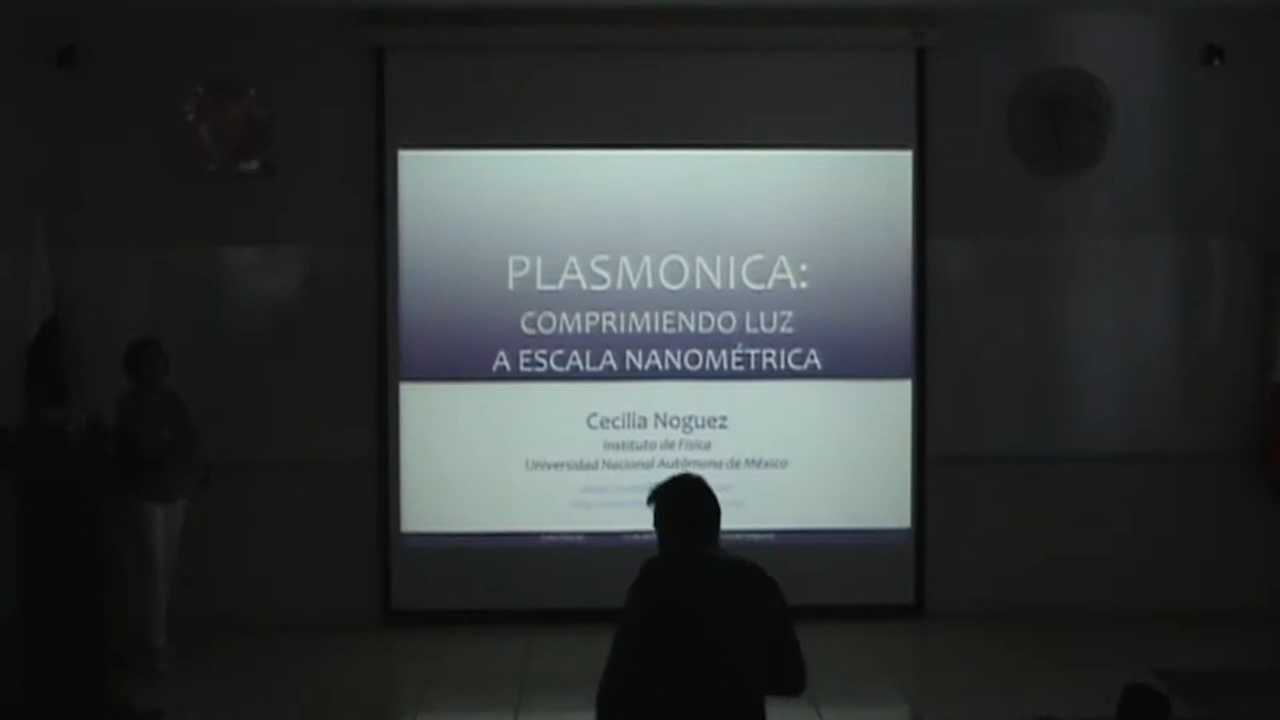 PLASMONICA:
COMPRIMIENDO LUZ
A ESCALA NANOMÉTRICA
Cecilia Noguez
Instituto de Física
Universidad Nacional Autónoma de México